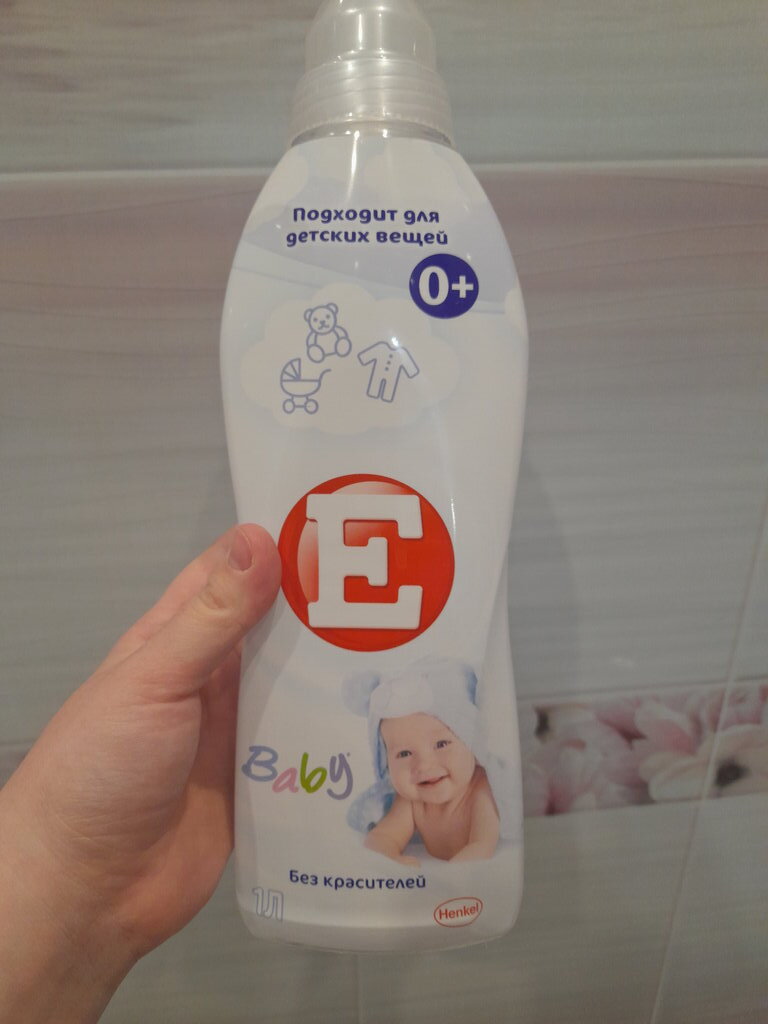 Подходит для
детских вещей
0+
E
Baby
Без красителей
1Л
Henkel